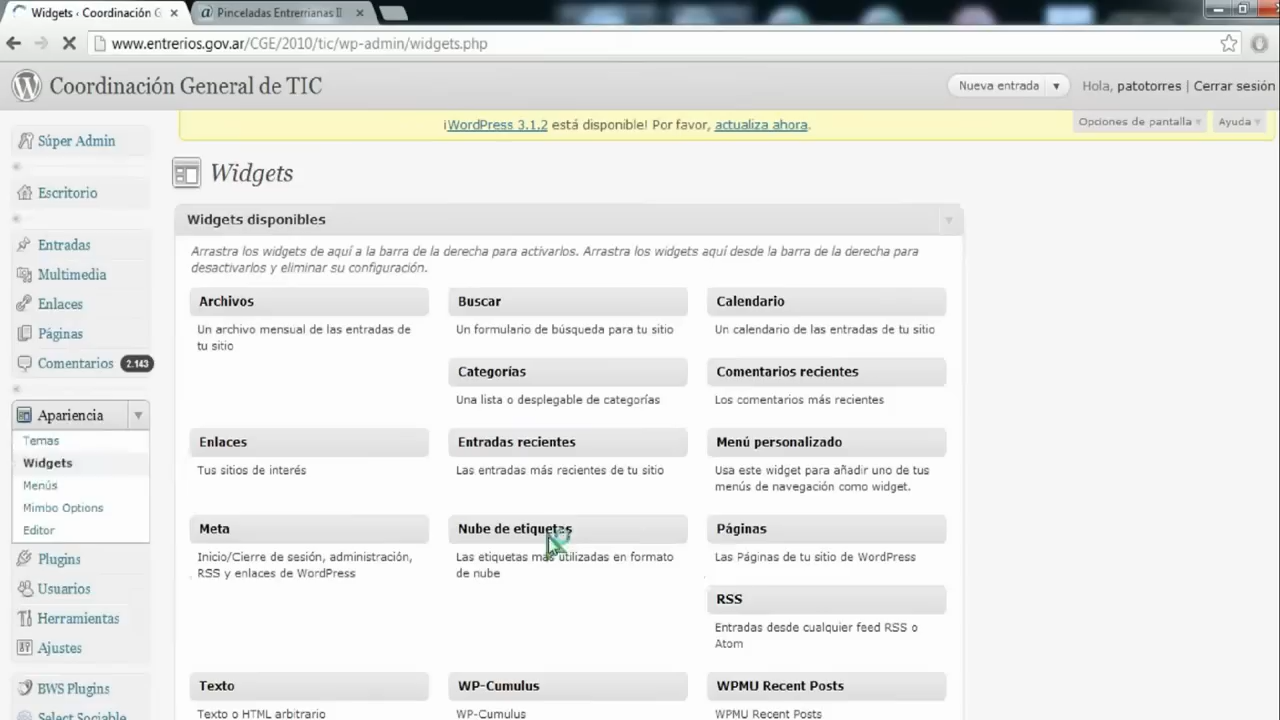 Widgets ‹ Coordinación G
Pinceladas Entrerrianas II
www.entrerios.gov.ar/CGE/2010/tic/wp-admin/widgets.php
Coordinación General de TIC
Nueva entrada
Hola, patotorres | Cerrar sesión
¡WordPress 3.1.2 está disponible! Por favor, actualiza ahora.
Opciones de pantalla
Ayuda
Súper Admin
Escritorio
Entradas
Multimedia
Enlaces
Páginas
Comentarios 2.143
Apariencia
Temas
Widgets
Menús
Mimbo Options
Editor
Plugins
Usuarios
Herramientas
Ajustes
BWS Plugins
Select Sociable
Widgets
Widgets disponibles
Arrastra los widgets de aquí a la barra de la derecha para activarlos. Arrastra los widgets aquí desde la barra de la derecha para
desactivarlos y eliminar su configuración.
Archivos
Un archivo mensual de las entradas de
tu sitio
Buscar
Un formulario de búsqueda para tu sitio
Calendario
Un calendario de las entradas de tu sitio
Categorías
Una lista o desplegable de categorías
Comentarios recientes
Los comentarios más recientes
Enlaces
Tus sitios de interés
Entradas recientes
Las entradas más recientes de tu sitio
Menú personalizado
Usa este widget para añadir uno de tus
menús de navegación como widget.
Meta
Inicio/Cierre de sesión, administración,
RSS y enlaces de WordPress
Nube de etiquetas
Las etiquetas más utilizadas en formato
de nube
Páginas
Las Páginas de tu sitio de WordPress
RSS
Entradas desde cualquier feed RSS o
Atom
Texto
Texto o HTML arbitrario
WP-Cumulus
WP-Cumulus
WPMU Recent Posts
WPMU Recent Posts